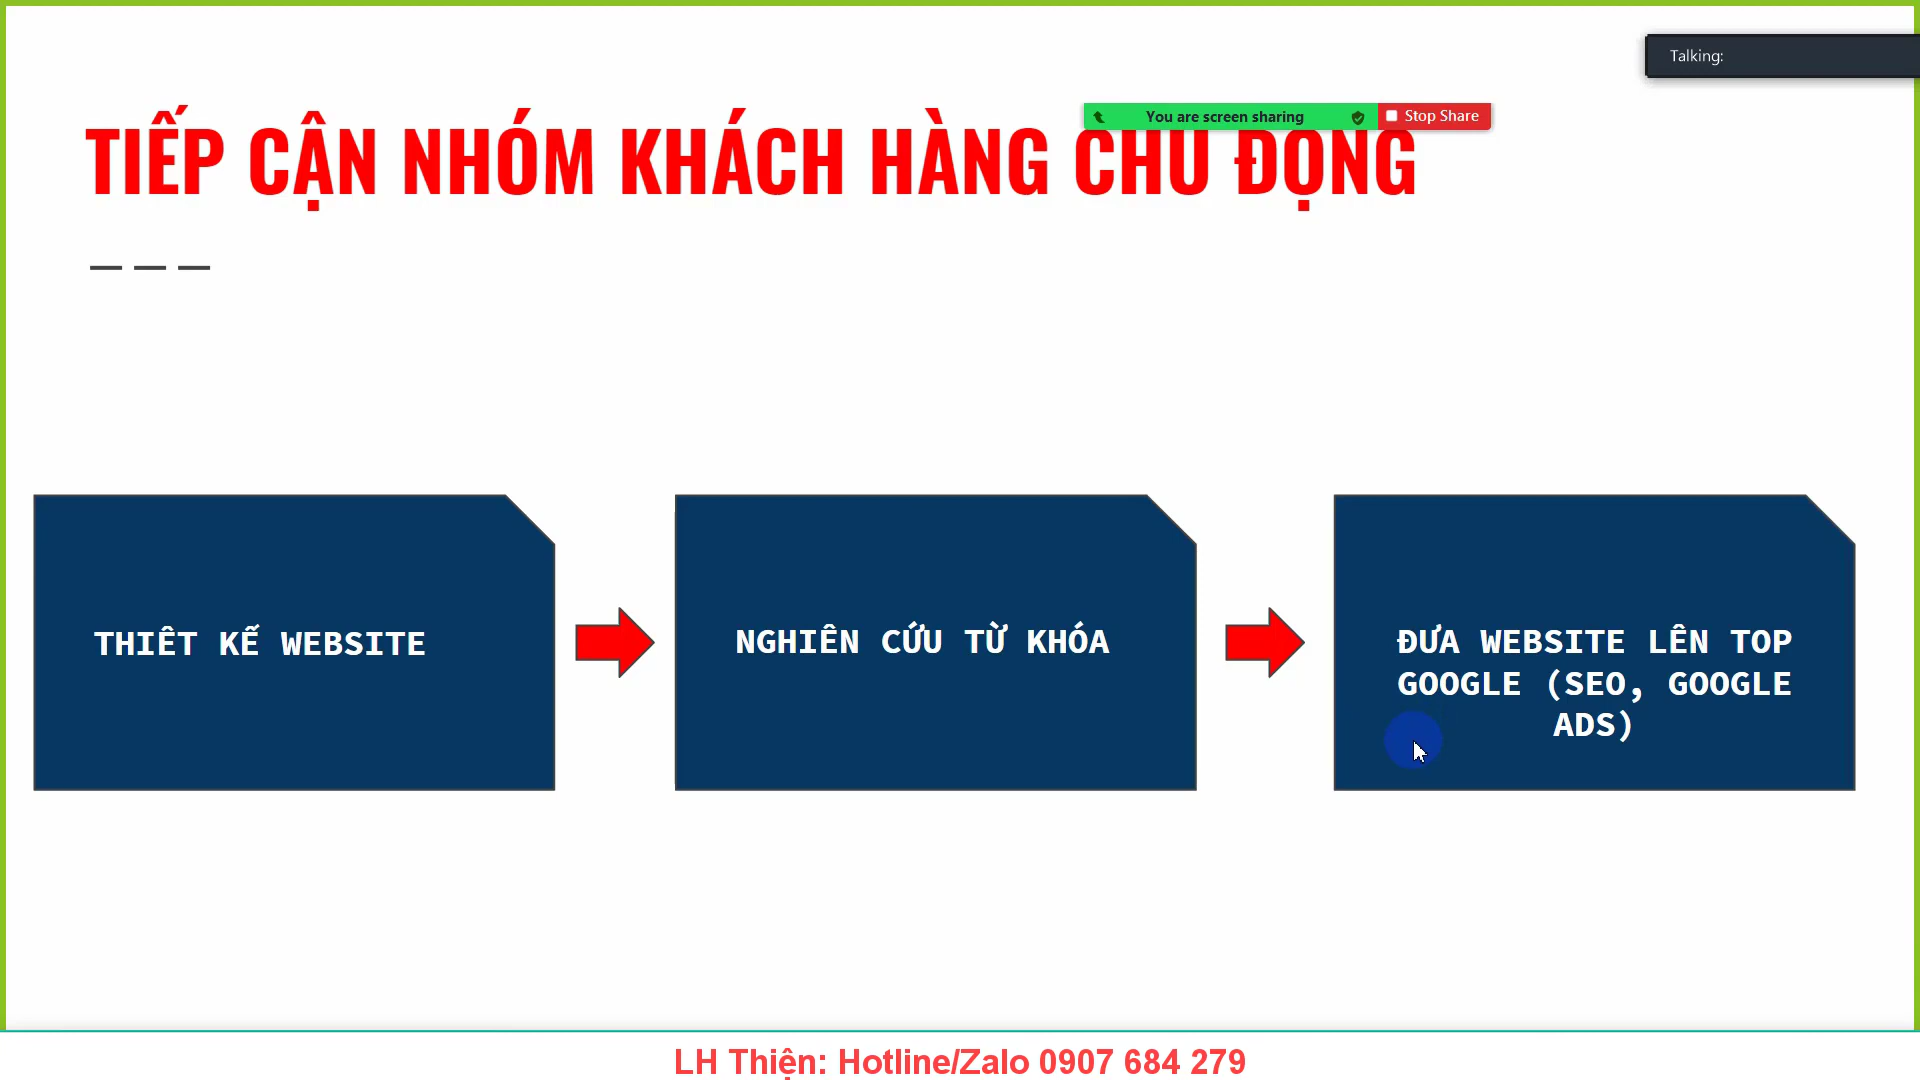 Talking:
You are screen sharing
Stop Share
TIẾP CẬN NHÓM KHÁCH HÀNG CHỦ ĐỘNG
THIÊT KẾ WEBSITE
NGHIÊN CỨU TỪ KHÓA
ĐƯA WEBSITE LÊN TOP
GOOGLE (SEO, GOOGLE
ADS)
LH Thiện: Hotline/Zalo 0907 684 279